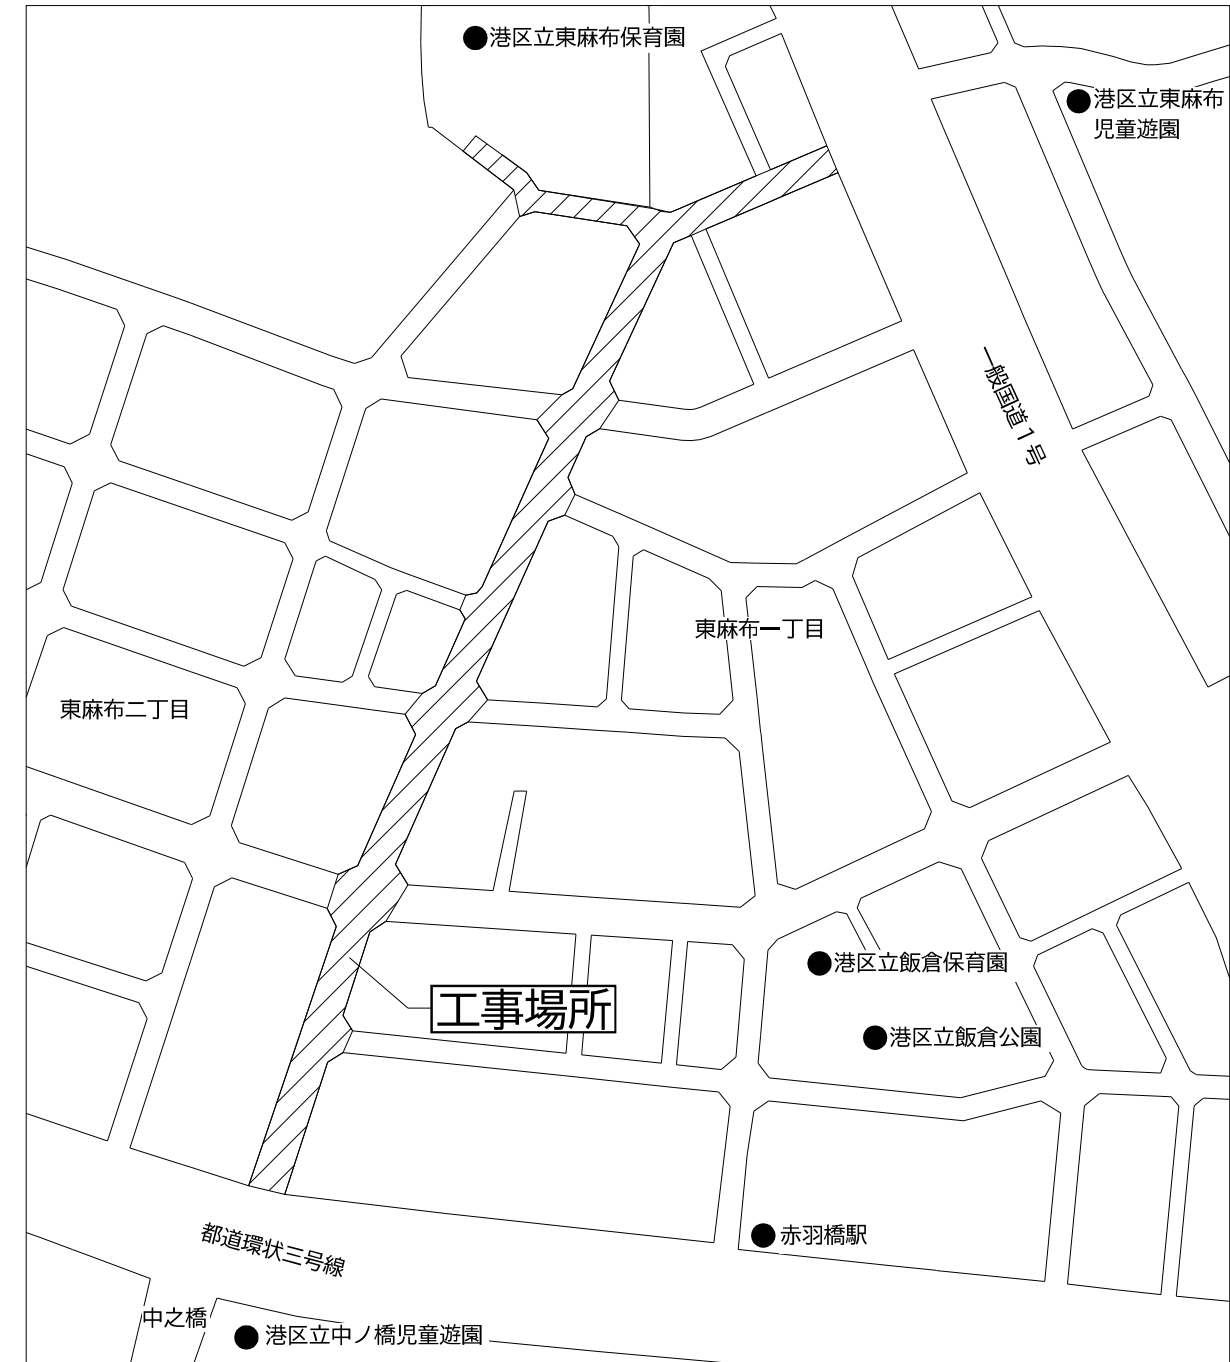 港区立東麻布保育園
港区立東麻布
児童遊園
一般国道1号
東麻布一丁目
東麻布二丁目
港区立飯倉保育園
工事場所
港区立飯倉公園
赤羽橋駅
都道環状三号線
中之橋
港区立中ノ橋児童遊園